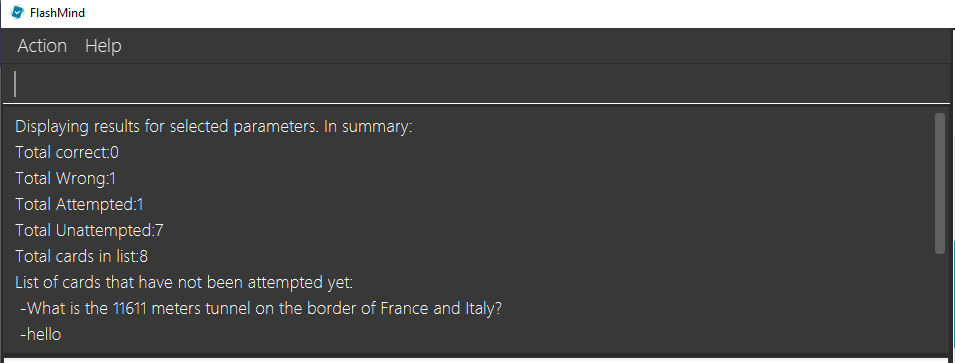 FlashMind
Action Help
Displaying results for selected parameters. In summary:
Total correct:0
Total Wrong:1
Total Attempted:1
Total Unattempted:7
Total cards in list:8
List of cards that have not been attempted yet:
-What is the 11611 meters tunnel on the border of France and Italy?
-hello